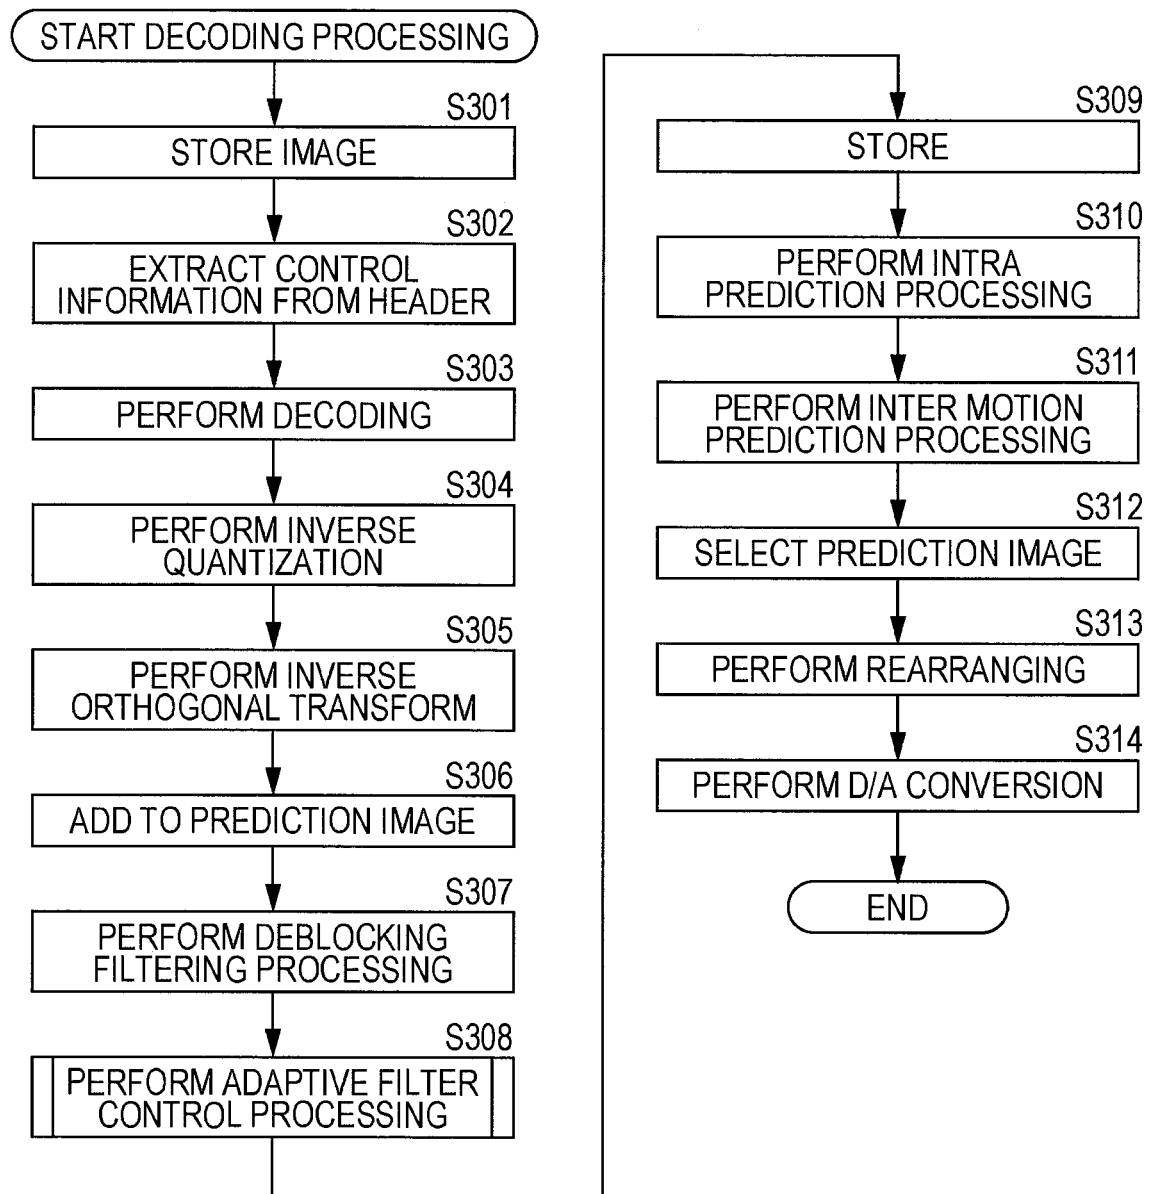 START DECODING PROCESSING
S301
STORE IMAGE
S302
EXTRACT CONTROL
INFORMATION FROM HEADER
S303
PERFORM DECODING
S304
PERFORM INVERSE
QUANTIZATION
S305
PERFORM INVERSE
ORTHOGONAL TRANSFORM
S306
ADD TO PREDICTION IMAGE
S307
PERFORM DEBLOCKING
FILTERING PROCESSING
S308
PERFORM ADAPTIVE FILTER
CONTROL PROCESSING
S309
STORE
S310
PERFORM INTRA
PREDICTION PROCESSING
S311
PERFORM INTER MOTION
PREDICTION PROCESSING
S312
SELECT PREDICTION IMAGE
S313
PERFORM REARRANGING
S314
PERFORM D/A CONVERSION
END